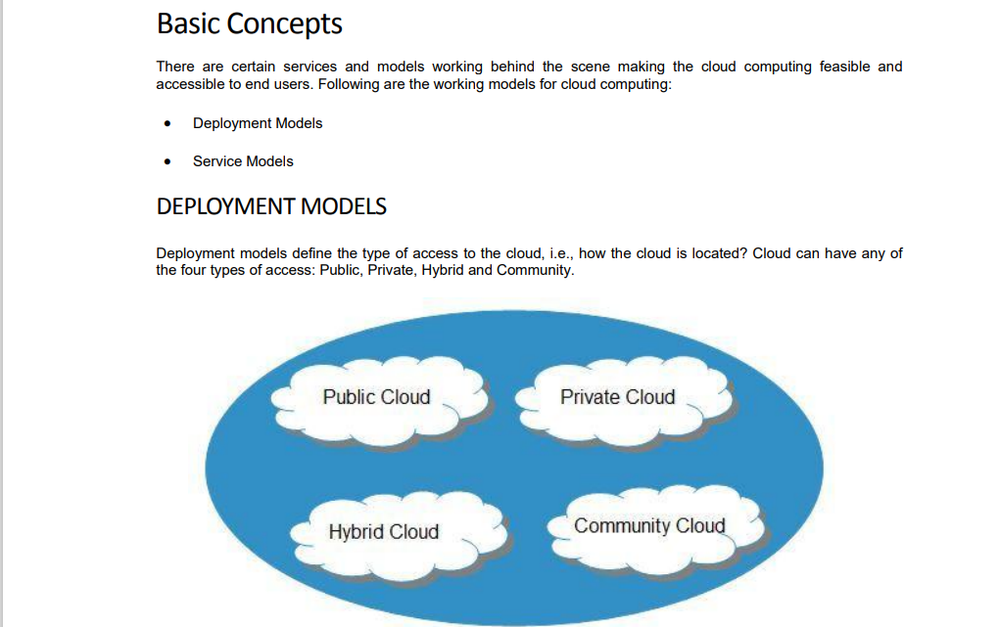 Basic Concepts
There are certain services and models working behind the scene making the cloud computing feasible and
accessible to end users. Following are the working models for cloud computing:
• Deployment Models
• Service Models
DEPLOYMENT MODELS
Deployment models define the type of access to the cloud, i.e., how the cloud is located? Cloud can have any of
the four types of access: Public, Private, Hybrid and Community.
Public Cloud
Private Cloud
Hybrid Cloud
Community Cloud